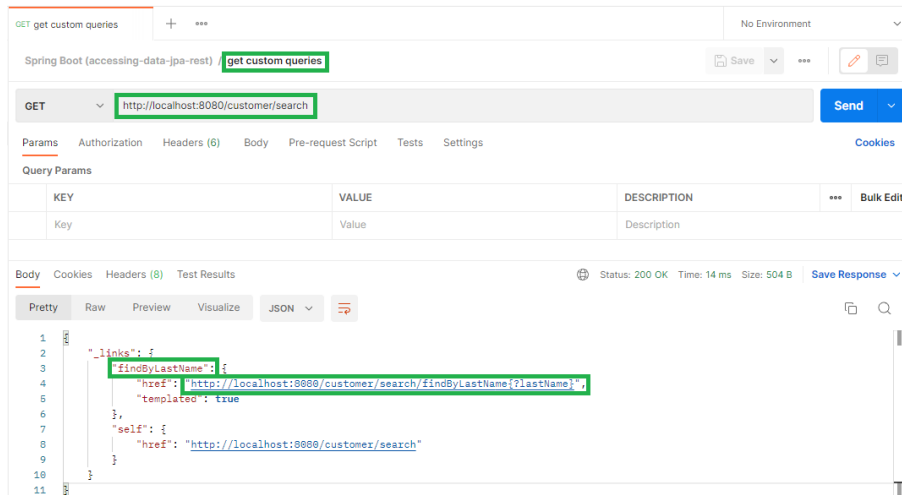 GET get custom queries
No Environment
Spring Boot (accessing-data-jpa-rest) / get custom queries
Save
GET http://localhost:8080/customer/search Send
Params Authorization Headers (6) Body Pre-request Script Tests Settings Cookies
Query Params
KEY VALUE DESCRIPTION Bulk Edit
Key Value Description
Body Cookies Headers (8) Test Results Status: 200 OK Time: 14 ms Size: 504 B Save Response
Pretty Raw Preview Visualize JSON
1 {
2 "_links": {
3 "findByLastName": {
4 "href": "http://localhost:8080/customer/search/findByLastName{?lastName}",
5 "templated": true
6 },
7 "self": {
8 "href": "http://localhost:8080/customer/search"
9 }
10 }
11 }